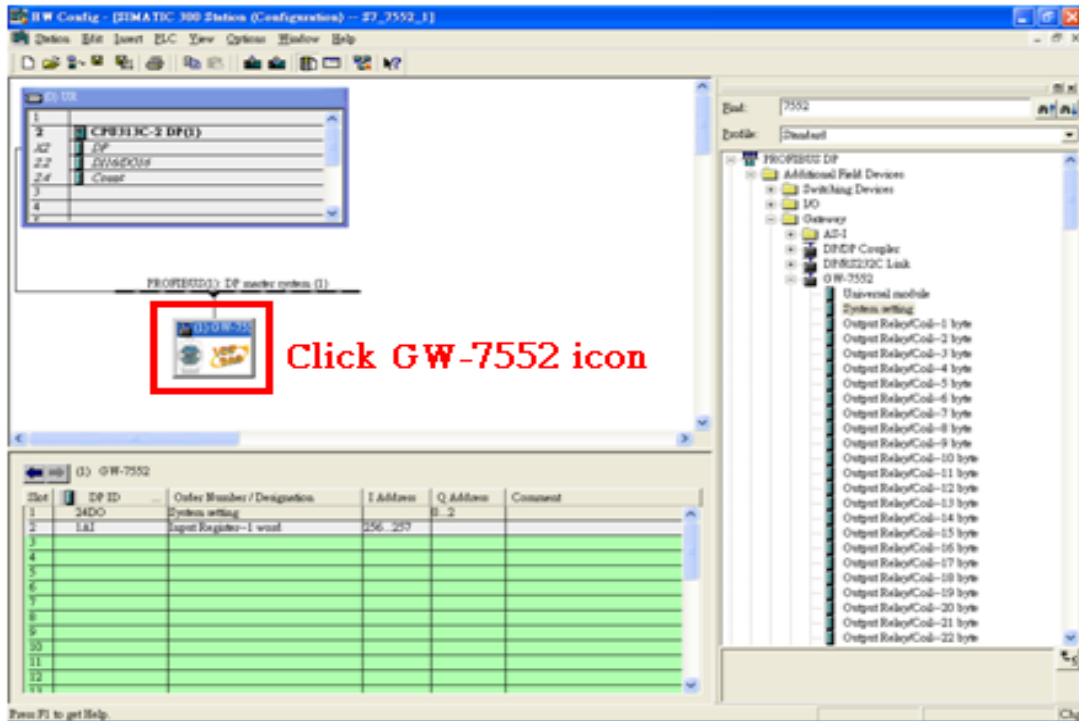 HW Config - [SIMATIC 300 Station (Configuration) -- S7_7552_1]
Station Edit Insert PLC View Options Window Help
(0) UR
1
2 CPU313C-2 DP(1)
X2 DP
2.2 DI16/DO16
2.4 Count
3
4
PROFIBUS(1): DP master system (1)
(1) GW-755
Click GW-7552 icon
(1) GW-7552
Slot DP ID ... Order Number / Designation I Address Q Address Comment
1 24DO System setting 0...2
2 1AI Input Register--1 word 256...257
3
4
5
6
7
8
9
10
11
12
13
Find: 7552
Profile: Standard
PROFIBUS DP
Additional Field Devices
Switching Devices
I/O
Gateway
AS-I
DP/DP Coupler
DP/RS232C Link
GW-7552
Universal module
System setting
Output Relay/Coil--1 byte
Output Relay/Coil--2 byte
Output Relay/Coil--3 byte
Output Relay/Coil--4 byte
Output Relay/Coil--5 byte
Output Relay/Coil--6 byte
Output Relay/Coil--7 byte
Output Relay/Coil--8 byte
Output Relay/Coil--9 byte
Output Relay/Coil--10 byte
Output Relay/Coil--11 byte
Output Relay/Coil--12 byte
Output Relay/Coil--13 byte
Output Relay/Coil--14 byte
Output Relay/Coil--15 byte
Output Relay/Coil--16 byte
Output Relay/Coil--17 byte
Output Relay/Coil--18 byte
Output Relay/Coil--19 byte
Output Relay/Coil--20 byte
Output Relay/Coil--21 byte
Output Relay/Coil--22 byte
Press F1 to get Help.
Chg